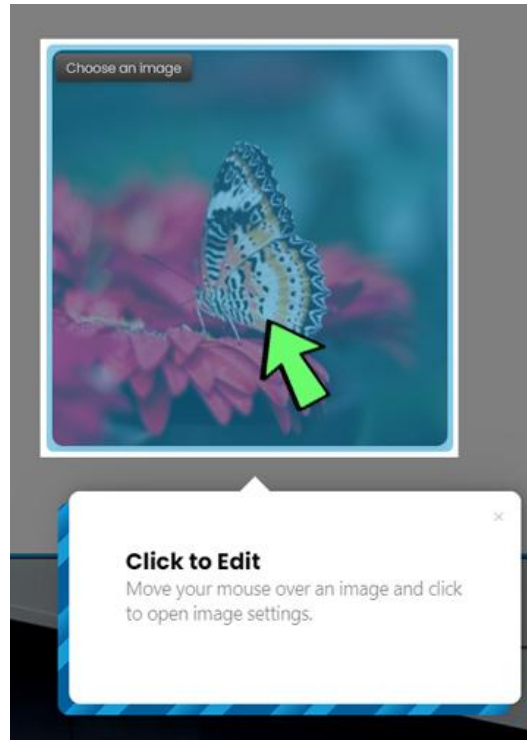 Choose an image
×
Click to Edit
Move your mouse over an image and click
to open image settings.